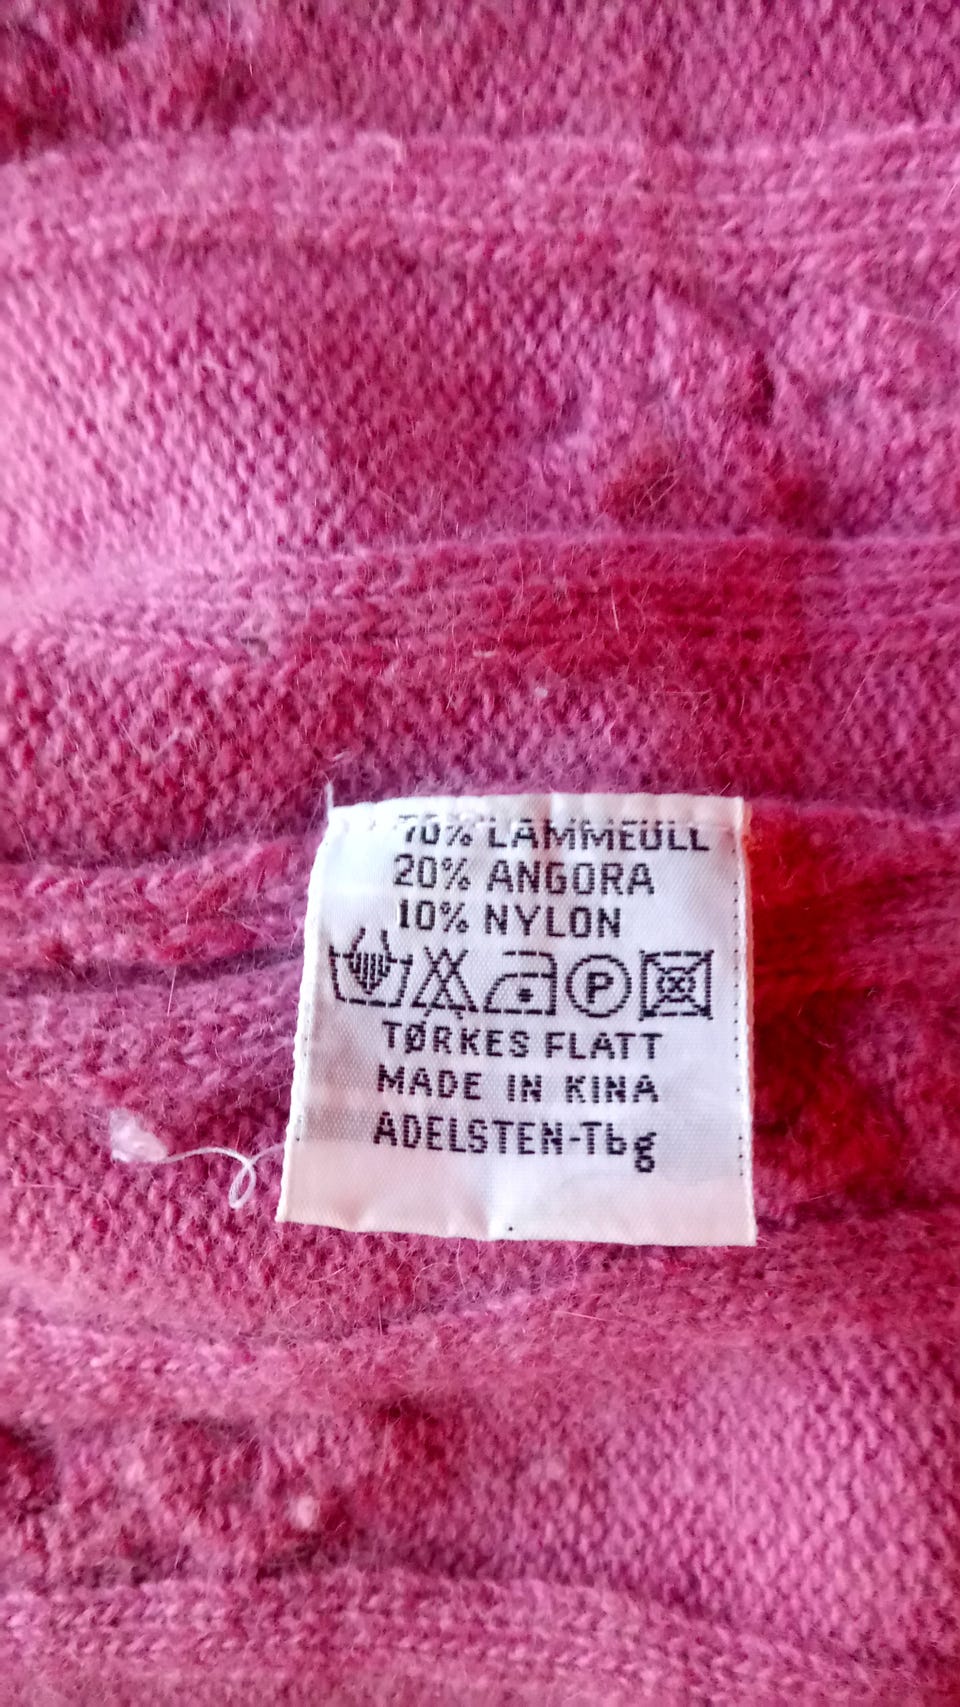 70% LAMMEULL
20% ANGORA
10% NYLON
P
TØRKES FLATT
MADE IN KINA
ADELSTEN-Tbg